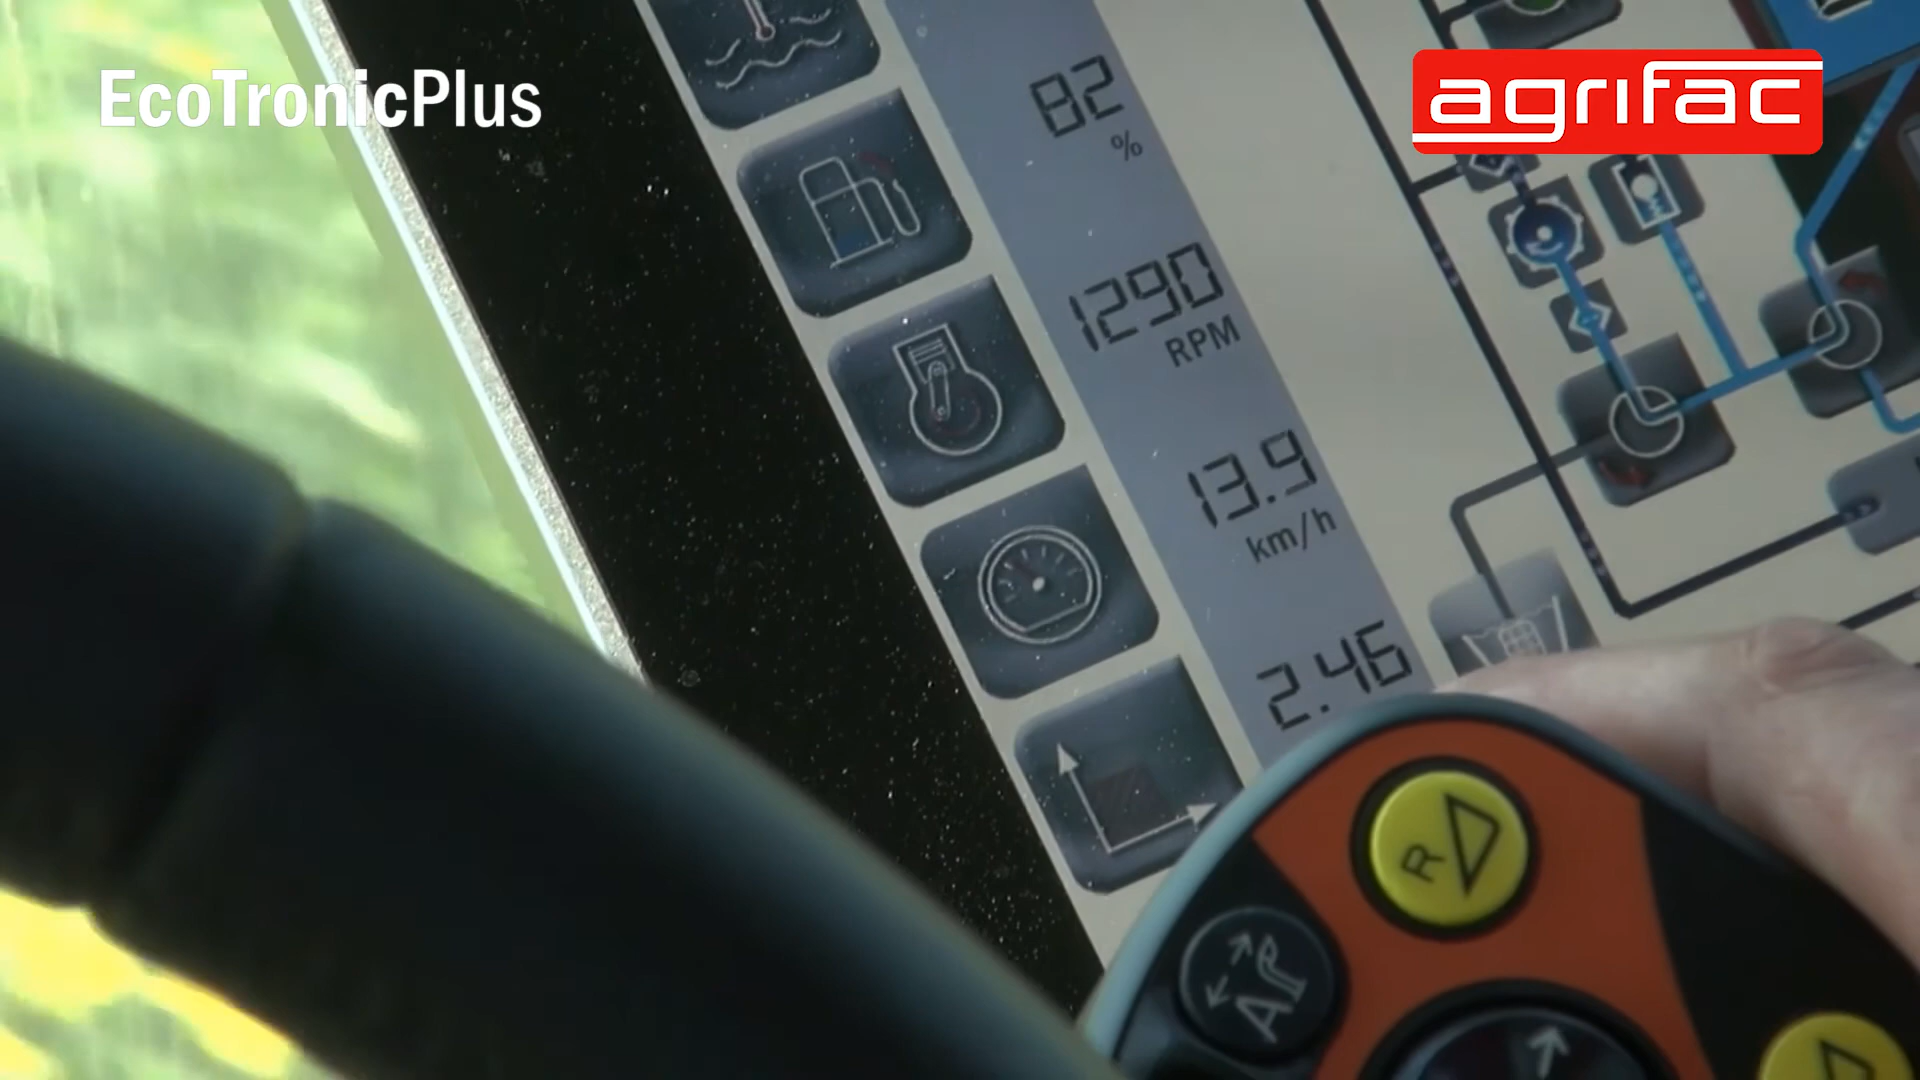 EcoTronicPlus
agrifac
82
%
1290
RPM
13.9
km/h
2.46
R
A